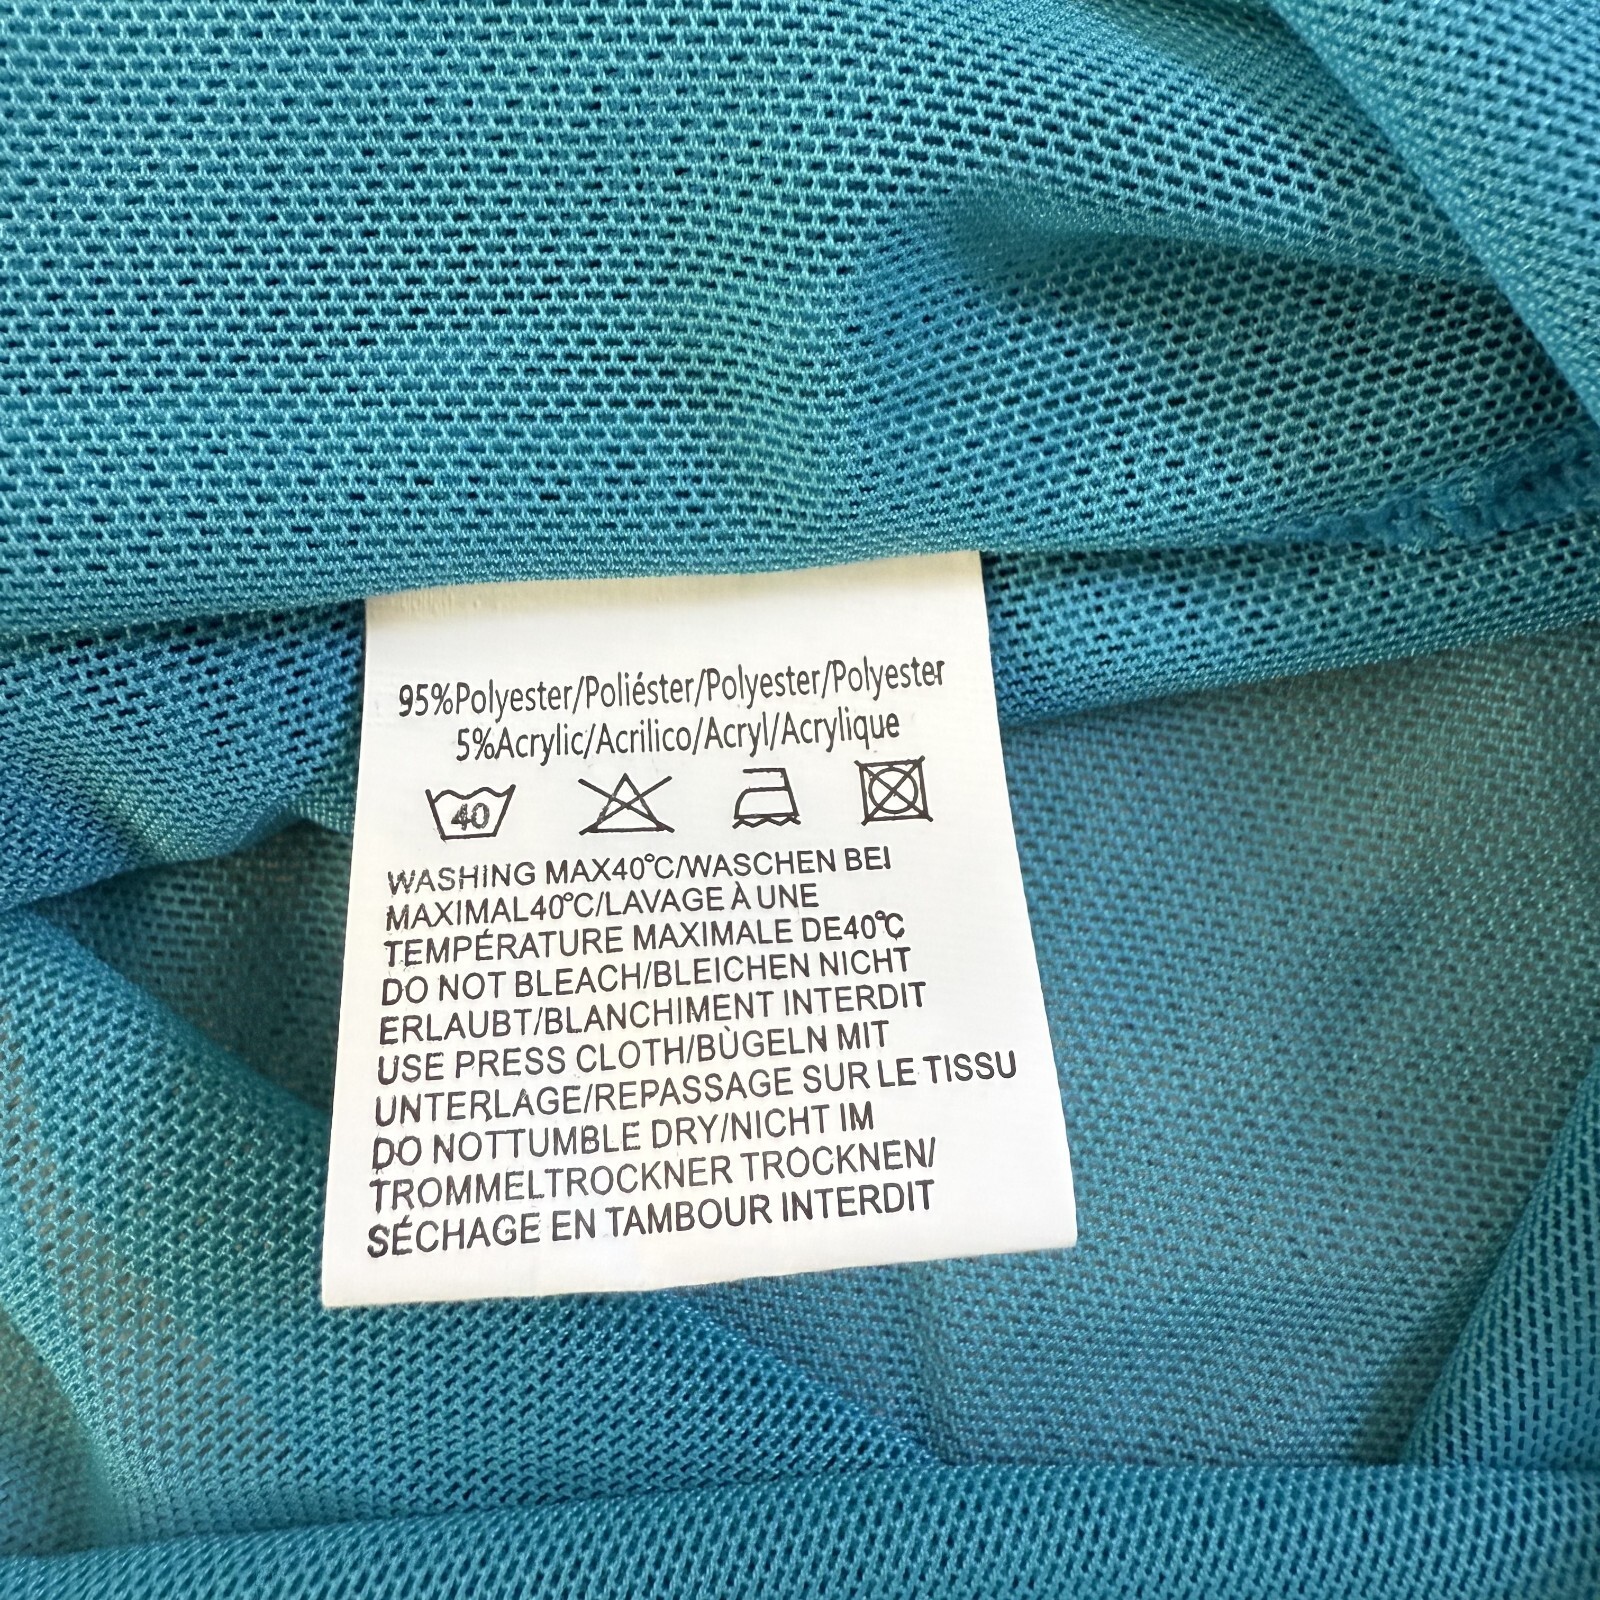 95%Polyester/Poliéster/Polyester/Polyester
5%Acrylic/Acrilico/Acryl/Acrylique
40
WASHING MAX40℃/WASCHEN BEI
MAXIMAL40℃/LAVAGE À UNE
TEMPÉRATURE MAXIMALE DE40℃
DO NOT BLEACH/BLEICHEN NICHT
ERLAUBT/BLANCHIMENT INTERDIT
USE PRESS CLOTH/BÙGELN MIT
UNTERLAGE/REPASSAGE SUR LE TISSU
DO NOTTUMBLE DRY/NICHT IM
TROMMELTROCKNER TROCKNEN/
SÉCHAGE EN TAMBOUR INTERDIT